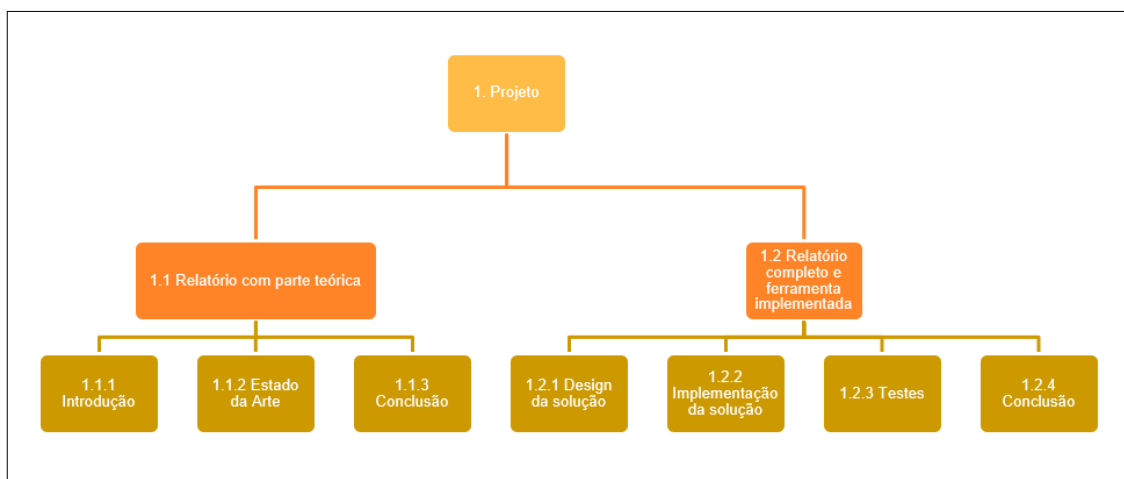 1. Projeto
1.1 Relatório com parte teórica
1.2 Relatório
completo e
ferramenta
implementada
1.1.1
Introdução
1.1.2 Estado
da Arte
1.1.3
Conclusão
1.2.1 Design
da solução
1.2.2
Implementação
da solução
1.2.3 Testes
1.2.4
Conclusão